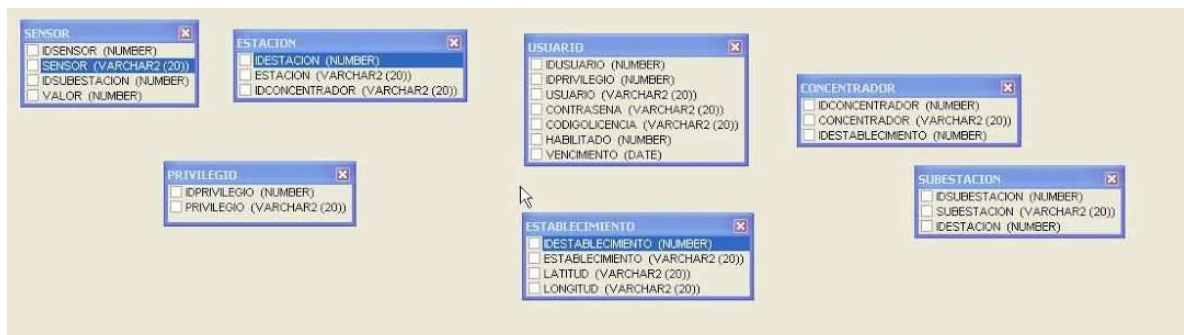 SENSOR
IDSENSOR (NUMBER)
SENSOR (VARCHAR2 (20))
IDSUBESTACION (NUMBER)
VALOR (NUMBER)
ESTACION
IDESTACION (NUMBER)
ESTACION (VARCHAR2 (20))
IDCONCENTRADOR (VARCHAR2 (20))
USUARIO
IDUSUARIO (NUMBER)
IDPRIVILEGIO (NUMBER)
USUARIO (VARCHAR2 (20))
CONTRASENA (VARCHAR2 (20))
CODIGOLICENCIA (VARCHAR2 (20))
HABILITADO (NUMBER)
VENCIMIENTO (DATE)
CONCENTRADOR
IDCONCENTRADOR (NUMBER)
CONCENTRADOR (VARCHAR2 (20))
IDESTABLECIMIENTO (NUMBER)
PRIVILEGIO
IDPRIVILEGIO (NUMBER)
PRIVILEGIO (VARCHAR2 (20))
ESTABLECIMIENTO
IDESTABLECIMIENTO (NUMBER)
ESTABLECIMIENTO (VARCHAR2 (20))
LATITUD (VARCHAR2 (20))
LONGITUD (VARCHAR2 (20))
SUBESTACION
IDSUBESTACION (NUMBER)
SUBESTACION (VARCHAR2 (20))
IDESTACION (NUMBER)